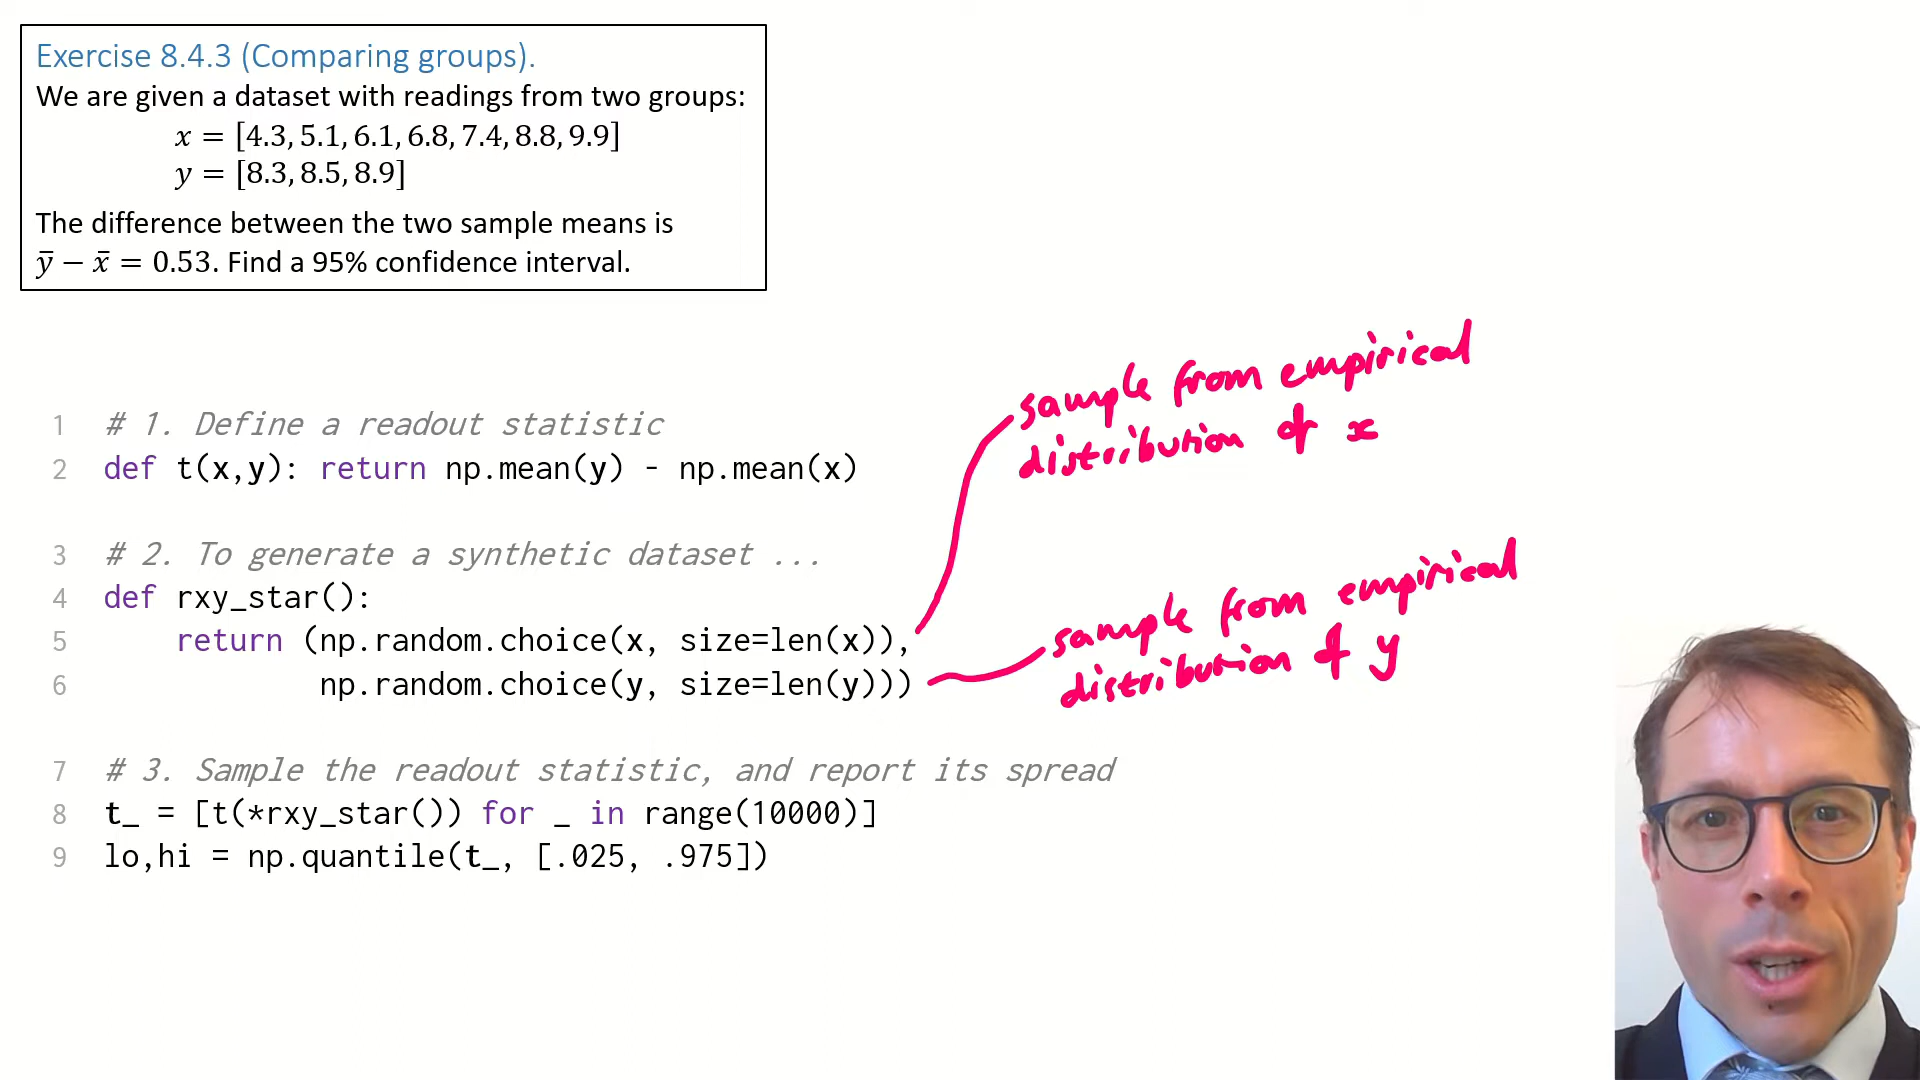 Exercise 8.4.3 (Comparing groups).
We are given a dataset with readings from two groups:
x = [4.3, 5.1, 6.1, 6.8, 7.4, 8.8, 9.9]
y = [8.3, 8.5, 8.9]
The difference between the two sample means is
ȳ − x̄ = 0.53. Find a 95% confidence interval.
sample from empirical
distribution of x
1 # 1. Define a readout statistic
2 def t(x,y): return np.mean(y) - np.mean(x)
3 # 2. To generate a synthetic dataset ...
4 def rxy_star():
5 return (np.random.choice(x, size=len(x)),
6 np.random.choice(y, size=len(y)))
sample from empirical
distribution of y
7 # 3. Sample the readout statistic, and report its spread
8 t_ = [t(*rxy_star()) for _ in range(10000)]
9 lo,hi = np.quantile(t_, [.025, .975])